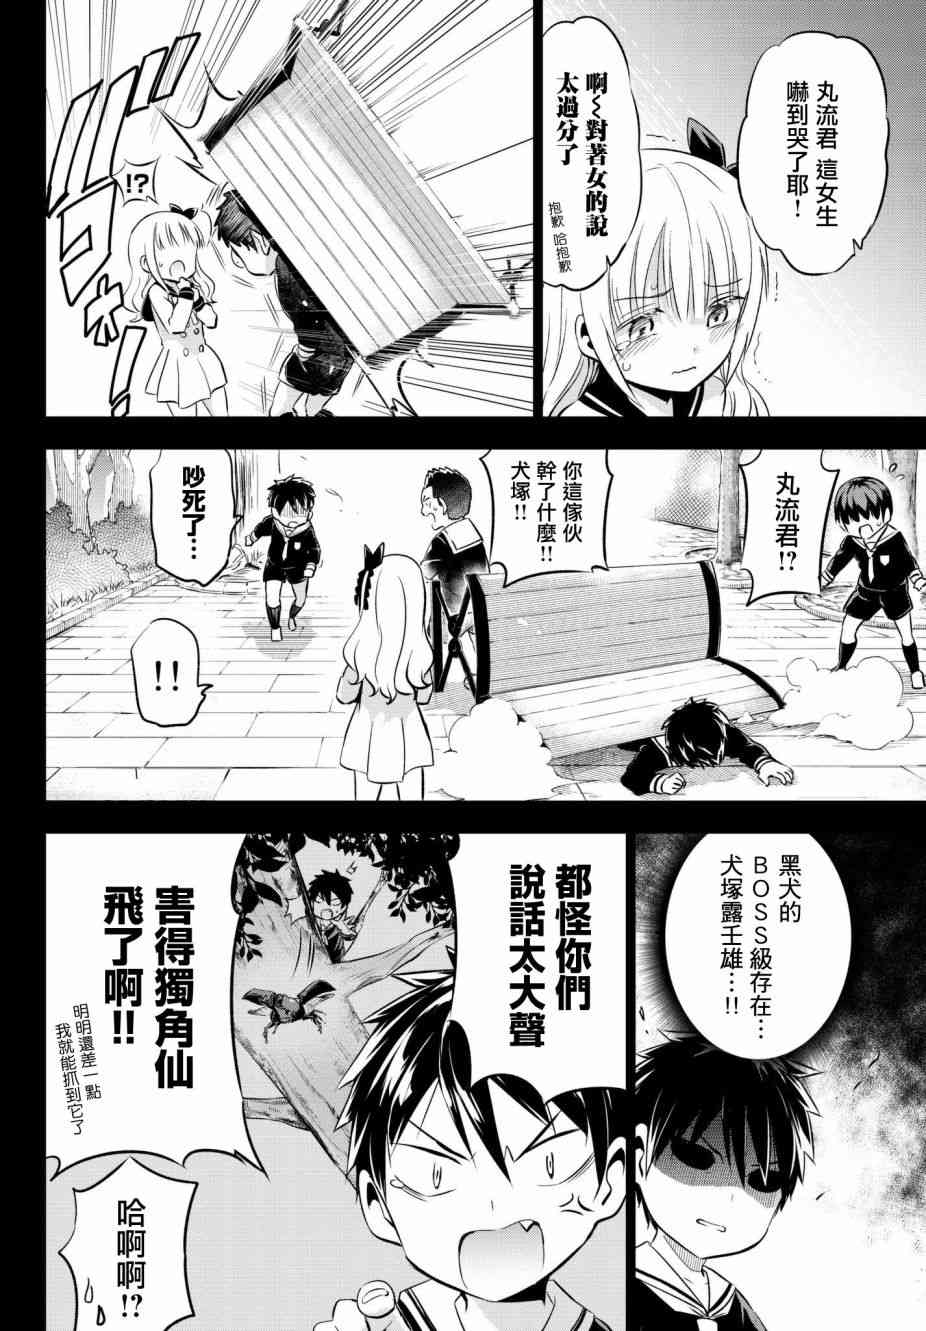 丸流君 這女生
嚇到哭了耶！
啊～對著女的說
太過分了
抱歉 哈抱歉
!?
丸流君!?
你這傢伙
幹了什麼!!
犬塚!!
吵死了…
!!
黑犬的
BOSS級存在…
犬塚露壬雄…!!
都怪你們
說話太大聲
害得獨角仙
飛了啊!!
明明還差一點
我就能抓到它了
哈啊啊!?